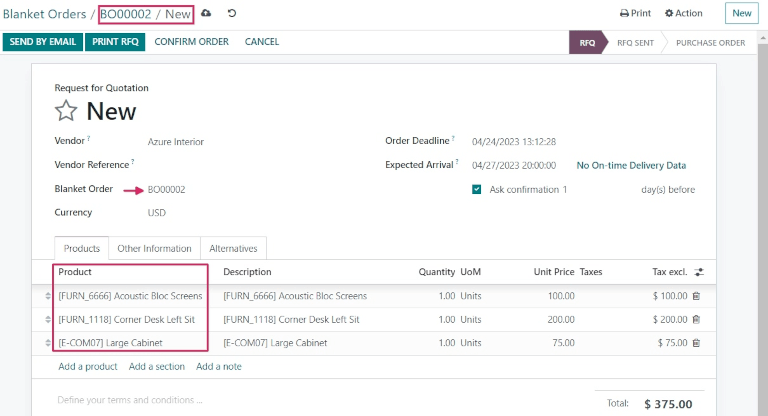 Blanket Orders / BO00002 / New
Print Action New
SEND BY EMAIL PRINT RFQ CONFIRM ORDER CANCEL RFQ RFQ SENT PURCHASE ORDER
Request for Quotation
New
Vendor ? Azure Interior Order Deadline ? 04/24/2023 13:12:28
Vendor Reference ? Expected Arrival ? 04/27/2023 20:00:00 No On-time Delivery Data
Blanket Order BO00002 Ask confirmation 1 day(s) before
Currency USD
Products Other Information Alternatives
Product Description Quantity UoM Unit Price Taxes Tax excl.
[FURN_6666] Acoustic Bloc Screens [FURN_6666] Acoustic Bloc Screens 1.00 Units 100.00 $ 100.00
[FURN_1118] Corner Desk Left Sit [FURN_1118] Corner Desk Left Sit 1.00 Units 200.00 $ 200.00
[E-COM07] Large Cabinet [E-COM07] Large Cabinet 1.00 Units 75.00 $ 75.00
Add a product Add a section Add a note
Define your terms and conditions ... Total: $ 375.00